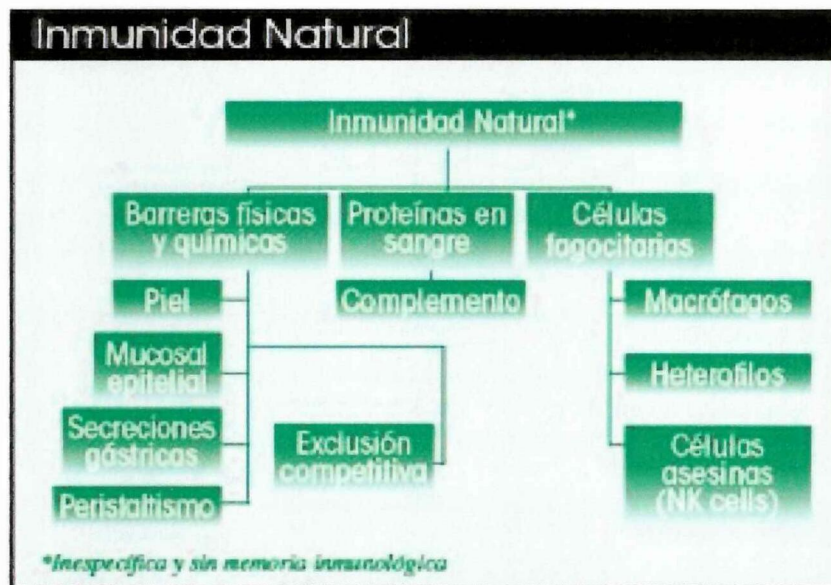 Inmunidad Natural
Inmunidad Natural*
Barreras físicas
y químicas
Proteínas en
sangre
Células
fagocitarias
Piel
Mucosal
epitelial
Secreciones
gástricas
Peristaltismo
Exclusión
competitiva
Complemento
Macrófagos
Heterofilos
Células
asesinas
(NK cells)
*Inespecífica y sin memoria inmunológica